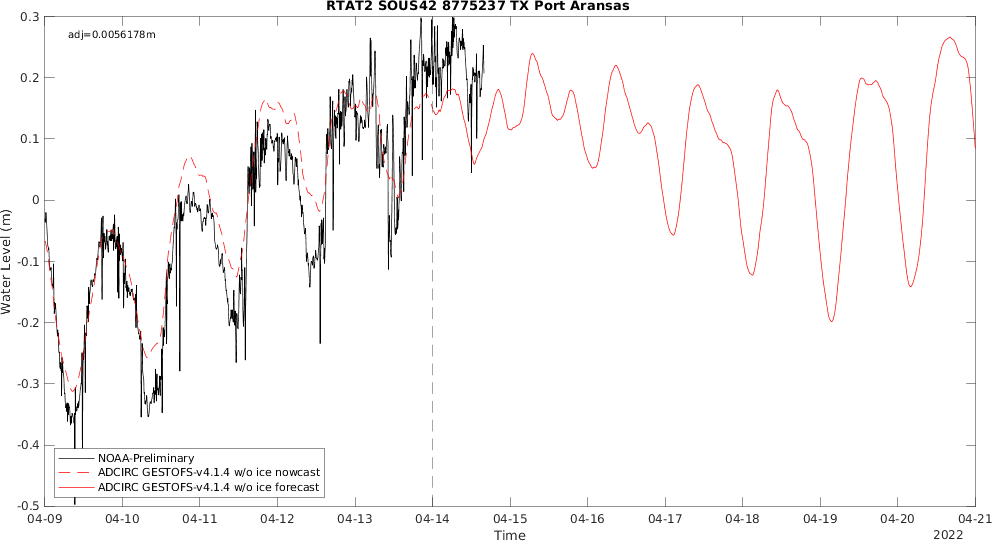 RTAT2 SOUS42 8775237 TX Port Aransas
adj=0.0056178m
0.3
0.2
0.1
0
-0.1
-0.2
-0.3
-0.4
-0.5
Water Level (m)
NOAA-Preliminary
ADCIRC GESTOFS-v4.1.4 w/o ice nowcast
ADCIRC GESTOFS-v4.1.4 w/o ice forecast
04-09 04-10 04-11 04-12 04-13 04-14 04-15 04-16 04-17 04-18 04-19 04-20 04-21
Time
2022